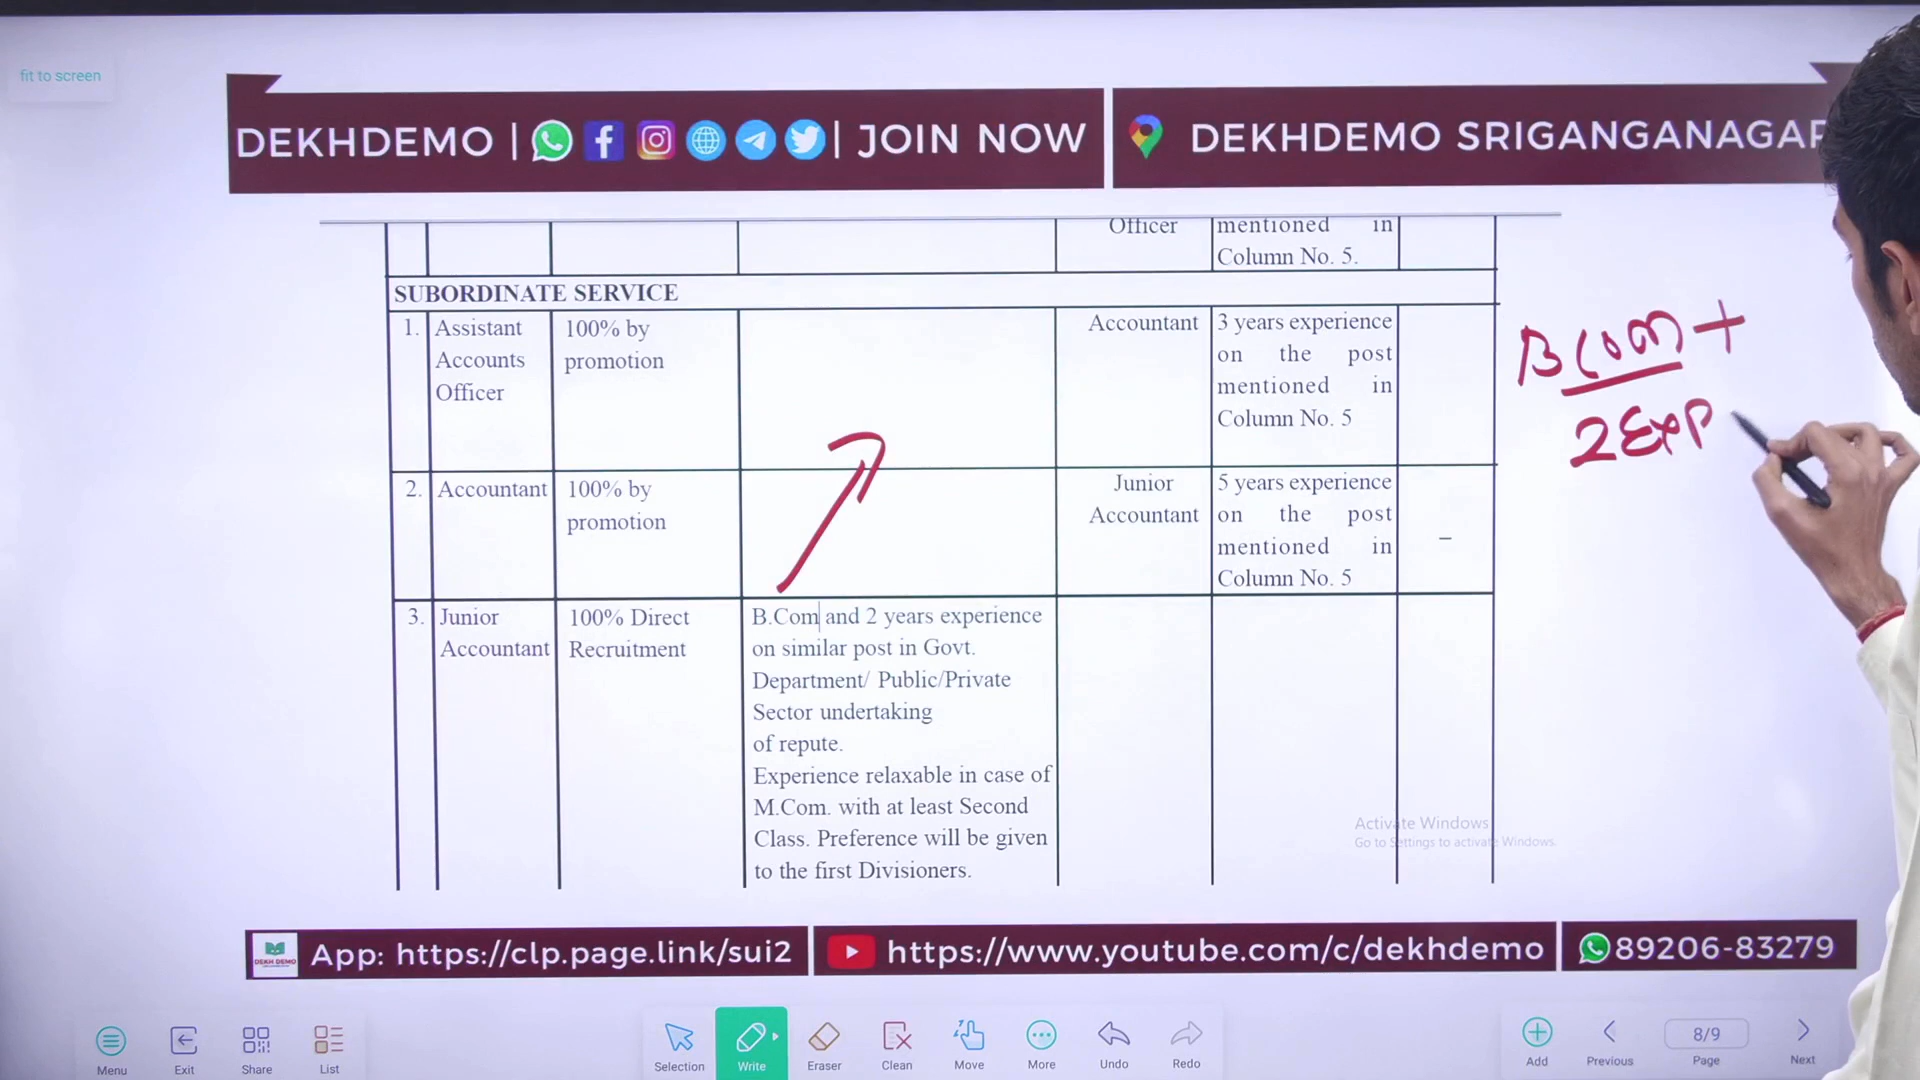 fit to screen
DEKHDEMO | | JOIN NOW
DEKHDEMO SRIGANGANAGAR
Officer
mentioned in
Column No. 5.
SUBORDINATE SERVICE
1. Assistant
Accounts
Officer
100% by
promotion
Accountant
3 years experience
on the post
mentioned in
Column No. 5
2. Accountant
100% by
promotion
Junior
Accountant
5 years experience
on the post
mentioned in
Column No. 5
–
3. Junior
Accountant
100% Direct
Recruitment
B.Com and 2 years experience
on similar post in Govt.
Department/ Public/Private
Sector undertaking
of repute.
Experience relaxable in case of
M.Com. with at least Second
Class. Preference will be given
to the first Divisioners.
BCOM +
2 Exp
Activate Windows
Go to Settings to activate Windows.
DEKH DEMO
App: https://clp.page.link/sui2
https://www.youtube.com/c/dekhdemo
89206-83279
Menu
Exit
Share
List
Selection
Write
Eraser
Clean
Move
More
Undo
Redo
Add
Previous
8/9
Page
Next